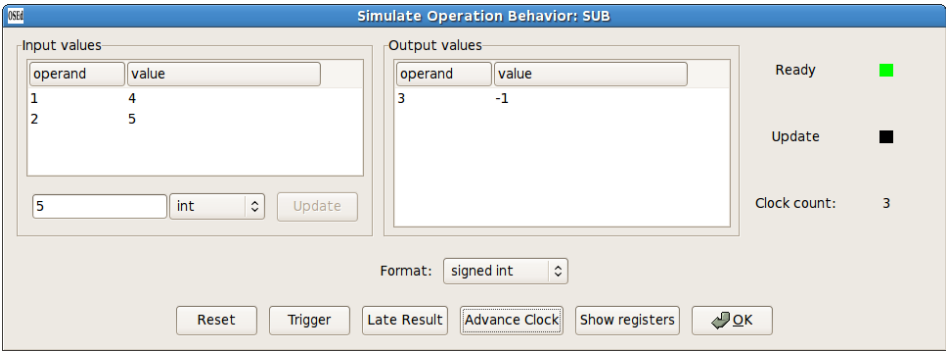 OSEd Simulate Operation Behavior: SUB
Input values
operand value
1 4
2 5
5 int Update
Output values
operand value
3 -1
Ready
Update
Clock count: 3
Format: signed int
Reset Trigger Late Result Advance Clock Show registers OK